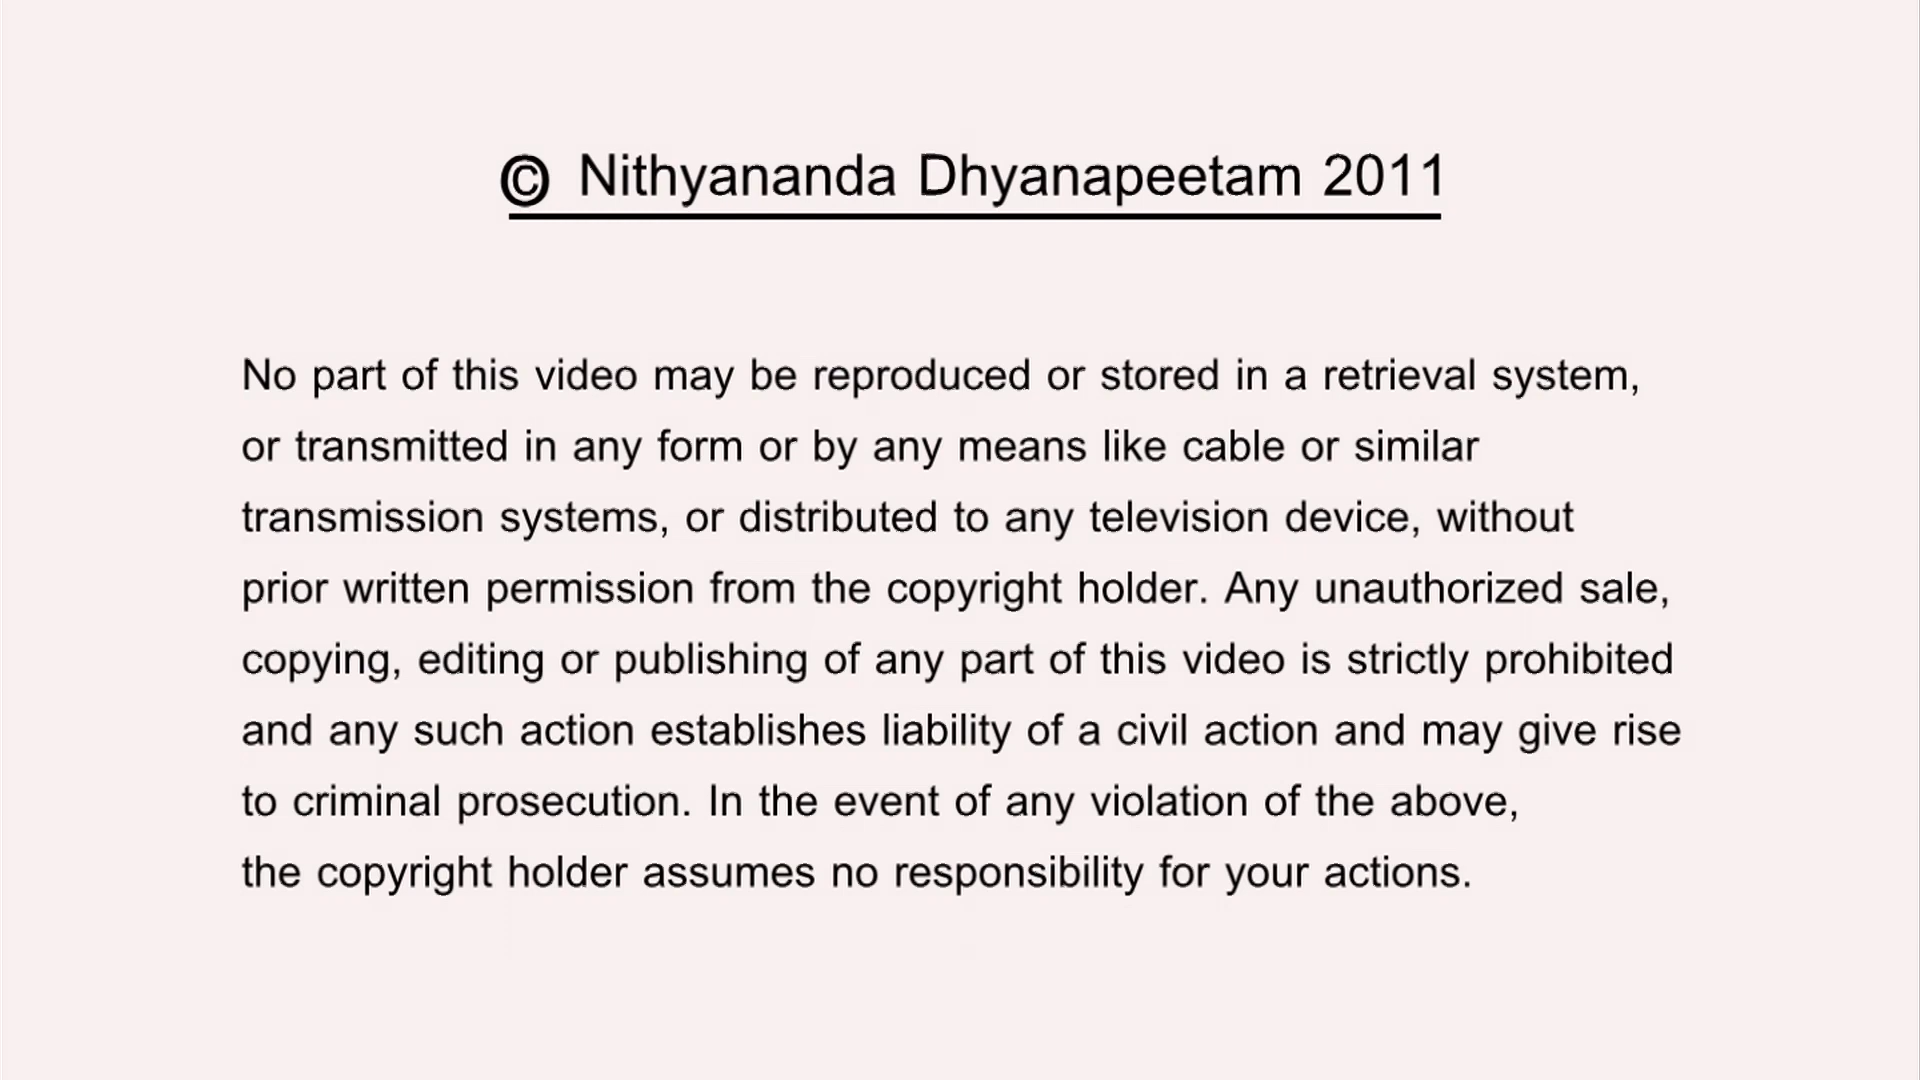 © Nithyananda Dhyanapeetam 2011
No part of this video may be reproduced or stored in a retrieval system,
or transmitted in any form or by any means like cable or similar
transmission systems, or distributed to any television device, without
prior written permission from the copyright holder. Any unauthorized sale,
copying, editing or publishing of any part of this video is strictly prohibited
and any such action establishes liability of a civil action and may give rise
to criminal prosecution. In the event of any violation of the above,
the copyright holder assumes no responsibility for your actions.